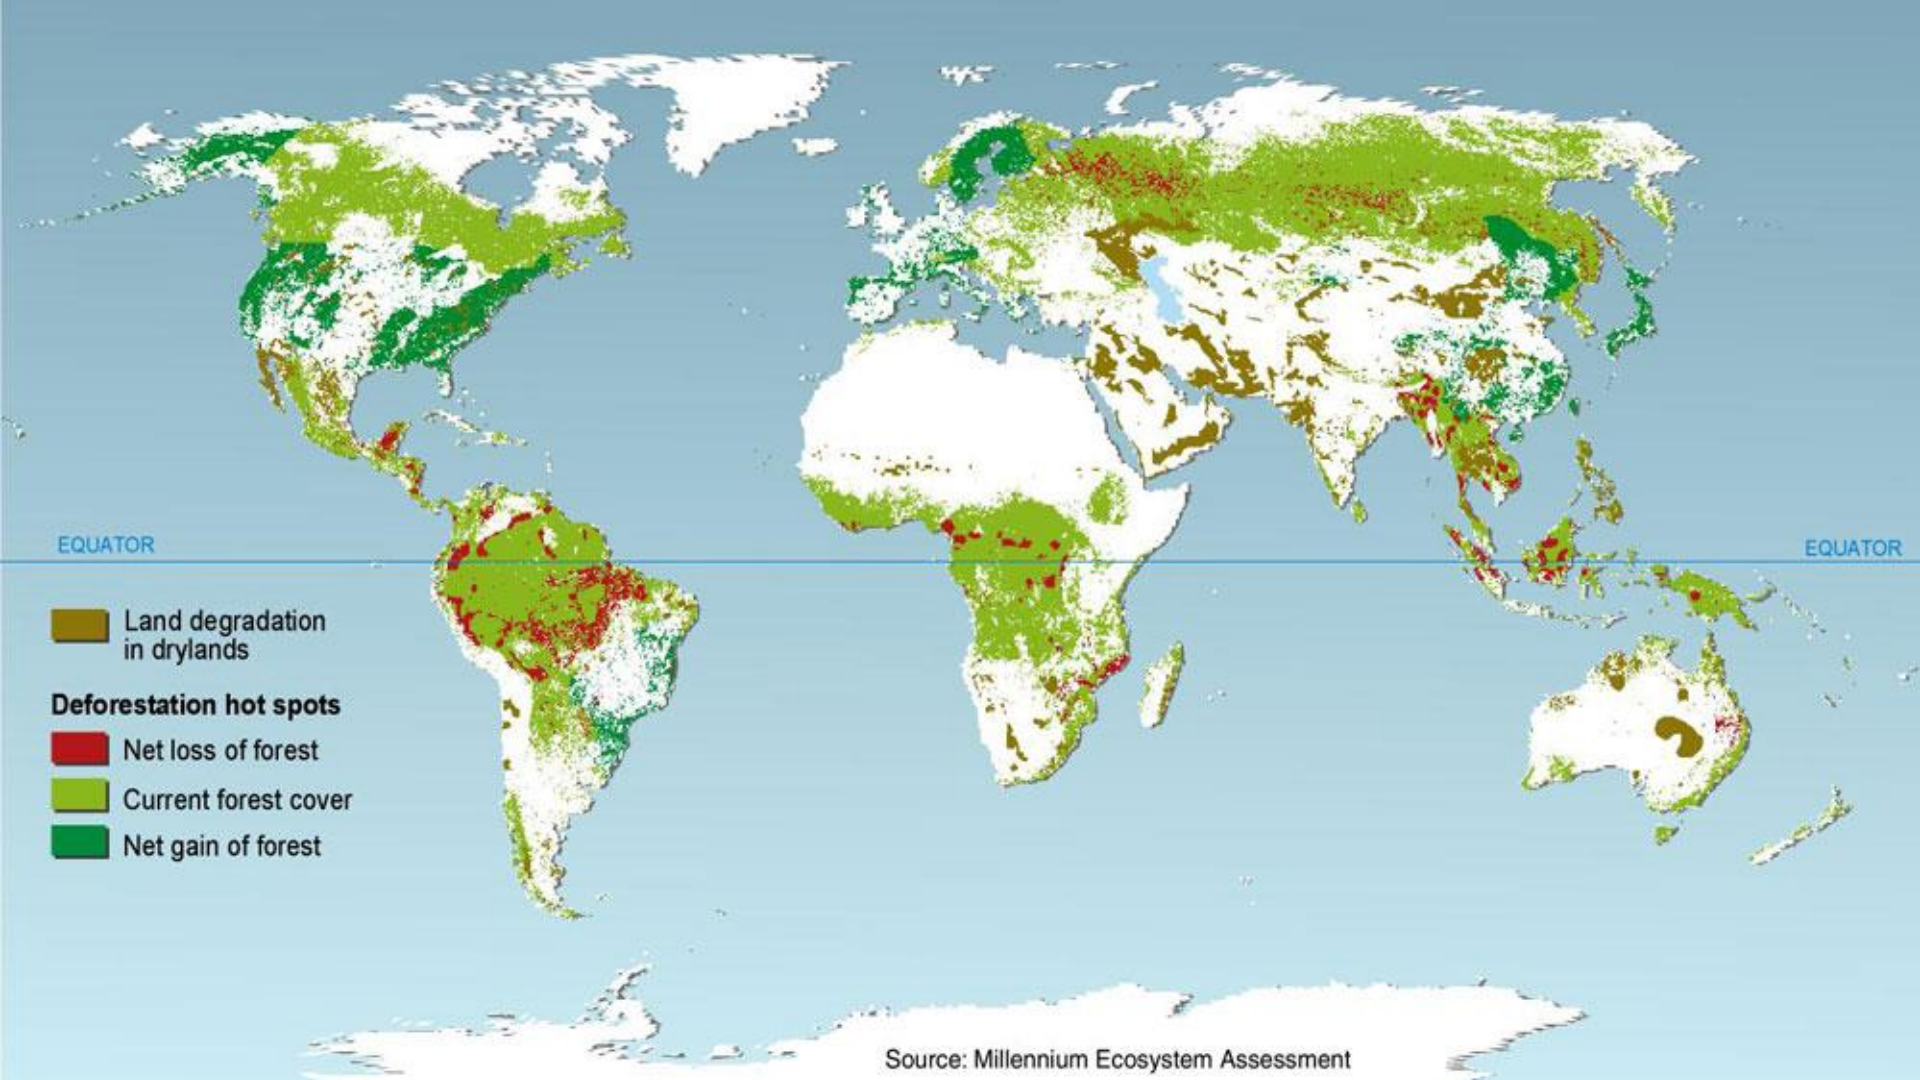 EQUATOR
EQUATOR
Land degradation
in drylands
Deforestation hot spots
Net loss of forest
Current forest cover
Net gain of forest
Source: Millennium Ecosystem Assessment